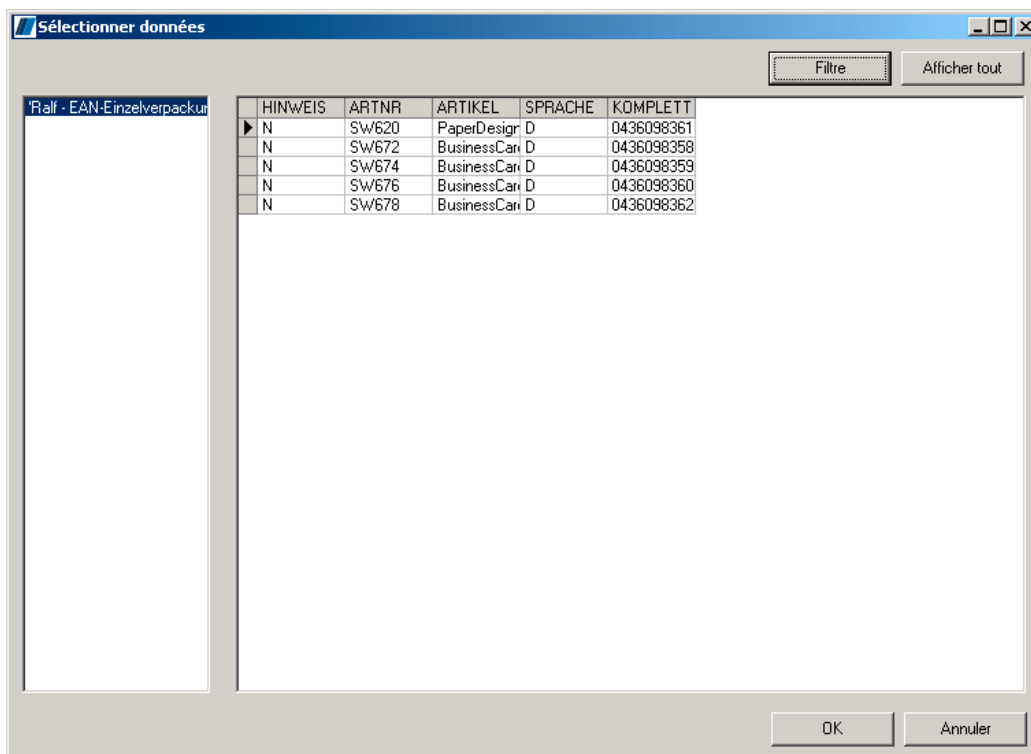 Sélectionner données
Filtre Afficher tout
'Ralf - EAN-Einzelverpackur
HINWEIS ARTNR ARTIKEL SPRACHE KOMPLETT
N SW620 PaperDesigr D 0436098361
N SW672 BusinessCar D 0436098358
N SW674 BusinessCar D 0436098359
N SW676 BusinessCar D 0436098360
N SW678 BusinessCar D 0436098362
OK Annuler